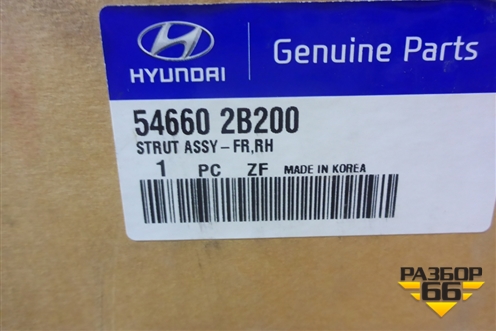 HYUNDAI
Genuine Parts
54660 2B200
STRUT ASSY-FR,RH
1 PC ZF MADE IN KOREA
РАЗБОР
66